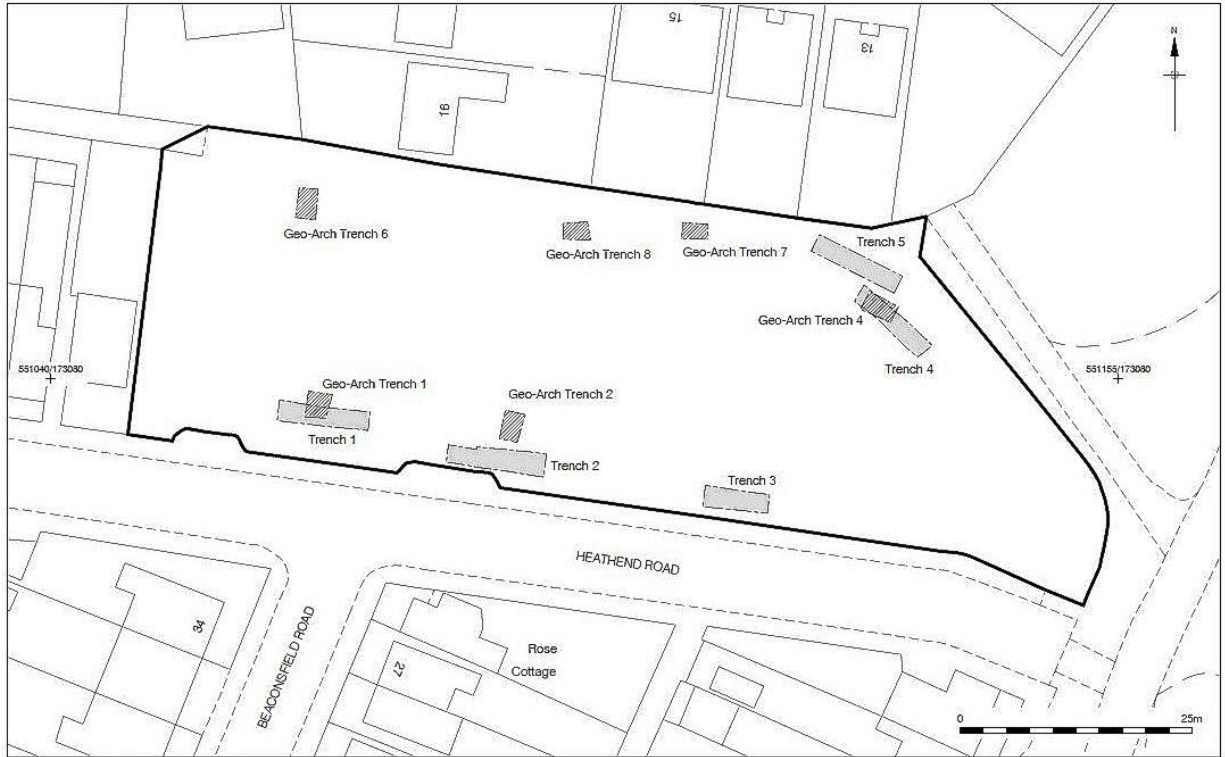 15
13
N
16
Geo-Arch Trench 6
Geo-Arch Trench 8
Geo-Arch Trench 7
Trench 5
Geo-Arch Trench 4
Trench 4
551040/173080
551155/173080
Geo-Arch Trench 1
Trench 1
Geo-Arch Trench 2
Trench 2
Trench 3
HEATHEND ROAD
BEACONSFIELD ROAD
34
27
Rose
Cottage
0
25m